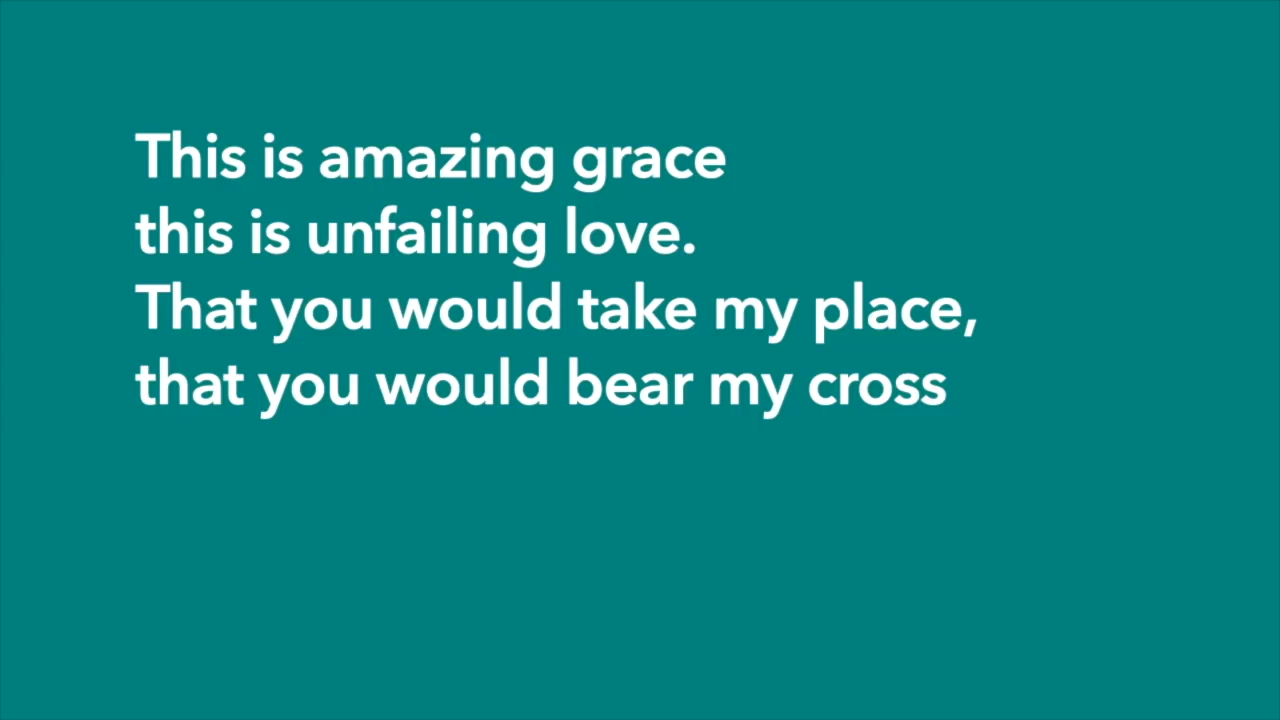 This is amazing grace
this is unfailing love.
That you would take my place,
that you would bear my cross